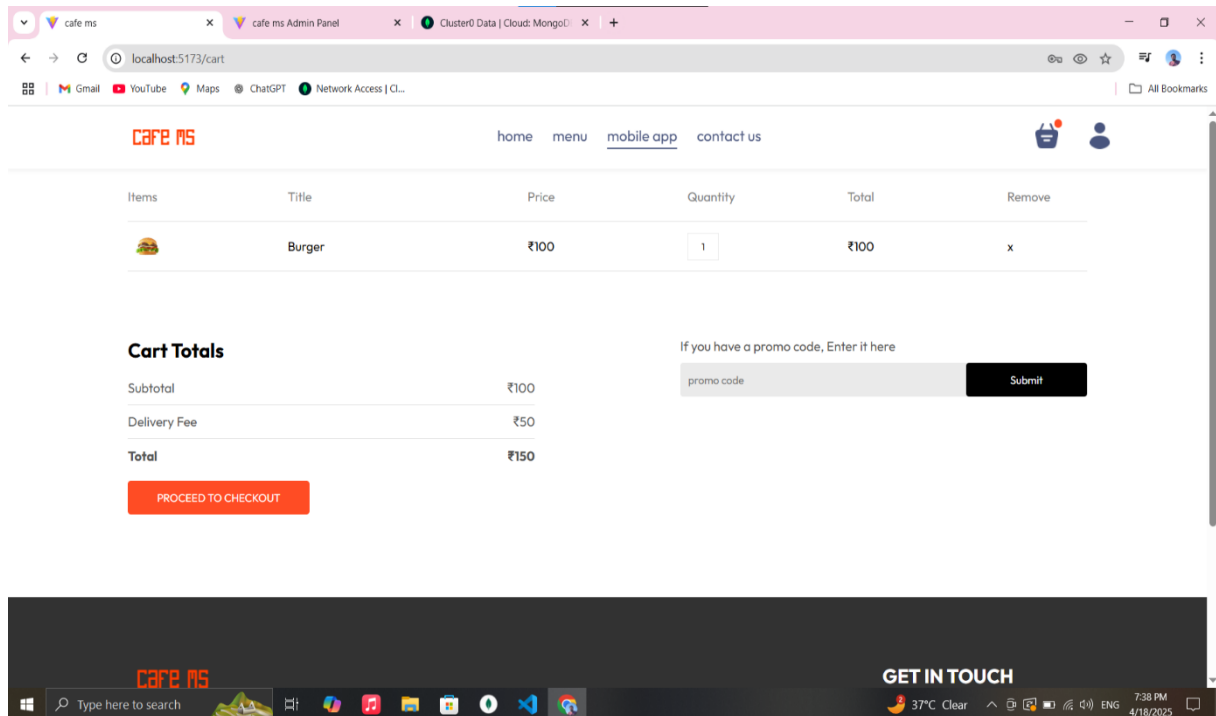 cafe ms
cafe ms Admin Panel
Cluster0 Data | Cloud: MongoD
localhost:5173/cart
Gmail YouTube Maps ChatGPT Network Access | Cl... All Bookmarks
cafe ms home menu mobile app contact us
Items Title Price Quantity Total Remove
Burger ₹100 1 ₹100 x
Cart Totals
Subtotal ₹100
Delivery Fee ₹50
Total ₹150
PROCEED TO CHECKOUT
If you have a promo code, Enter it here
promo code Submit
cafe ms GET IN TOUCH
Type here to search 2 37°C Clear ENG 7:38 PM
4/18/2025